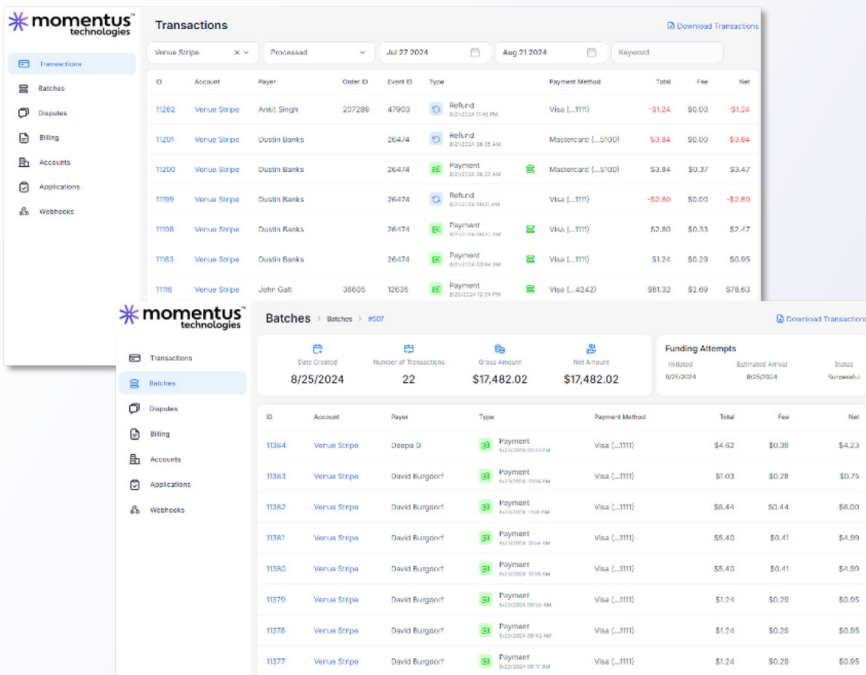 momentus™
technologies
Transactions
Download Transactions
Transactions
Batches
Disputes
Billing
Accounts
Applications
Webhooks
Venue Stripe
Processed
Jul 27 2024
Aug 21 2024
Keyword
ID Account Payer Order ID Event ID Type Payment Method Total Fee Net
11262 Venue Stripe Ankit Singh 207289 47903 Refund Visa (...1111) -$1.24 $0.00 -$1.24
11201 Venue Stripe Dustin Banks 26474 Refund Mastercard (...5100) $3.84 $0.00 $3.84
11200 Venue Stripe Dustin Banks 26474 Payment Mastercard (...5100) $3.84 $0.37 $3.47
11199 Venue Stripe Dustin Banks 26474 Refund Visa (...1111) -$2.80 $0.00 -$2.80
11198 Venue Stripe Dustin Banks 26474 Payment Visa (...1111) $2.80 $0.33 $2.47
11183 Venue Stripe Dustin Banks 26474 Payment Visa (...1111) $1.24 $0.29 $0.95
11116 Venue Stripe John Galt 36605 12635 Payment Visa (...4242) $81.32 $2.69 $78.63
momentus™
technologies
Batches > Batches > #507
Download Transactions
Transactions
Batches
Disputes
Billing
Accounts
Applications
Webhooks
Date Created Number of Transactions Gross Amount Net Amount
8/25/2024 22 $17,482.02 $17,482.02
Funding Attempts
Initiated Estimated Arrival Status
8/25/2024 8/25/2024 Successful
ID Account Payer Type Payment Method Total Fee Net
11384 Venue Stripe Deepa G Payment Visa (...1111) $4.62 $0.39 $4.23
11383 Venue Stripe David Burgdorf Payment Visa (...1111) $1.03 $0.28 $0.75
11382 Venue Stripe David Burgdorf Payment Visa (...1111) $6.44 $0.44 $6.00
11381 Venue Stripe David Burgdorf Payment Visa (...1111) $5.40 $0.41 $4.99
11380 Venue Stripe David Burgdorf Payment Visa (...1111) $5.40 $0.41 $4.99
11379 Venue Stripe David Burgdorf Payment Visa (...1111) $1.24 $0.29 $0.95
11378 Venue Stripe David Burgdorf Payment Visa (...1111) $1.24 $0.29 $0.95
11377 Venue Stripe David Burgdorf Payment Visa (...1111) $1.24 $0.29 $0.95